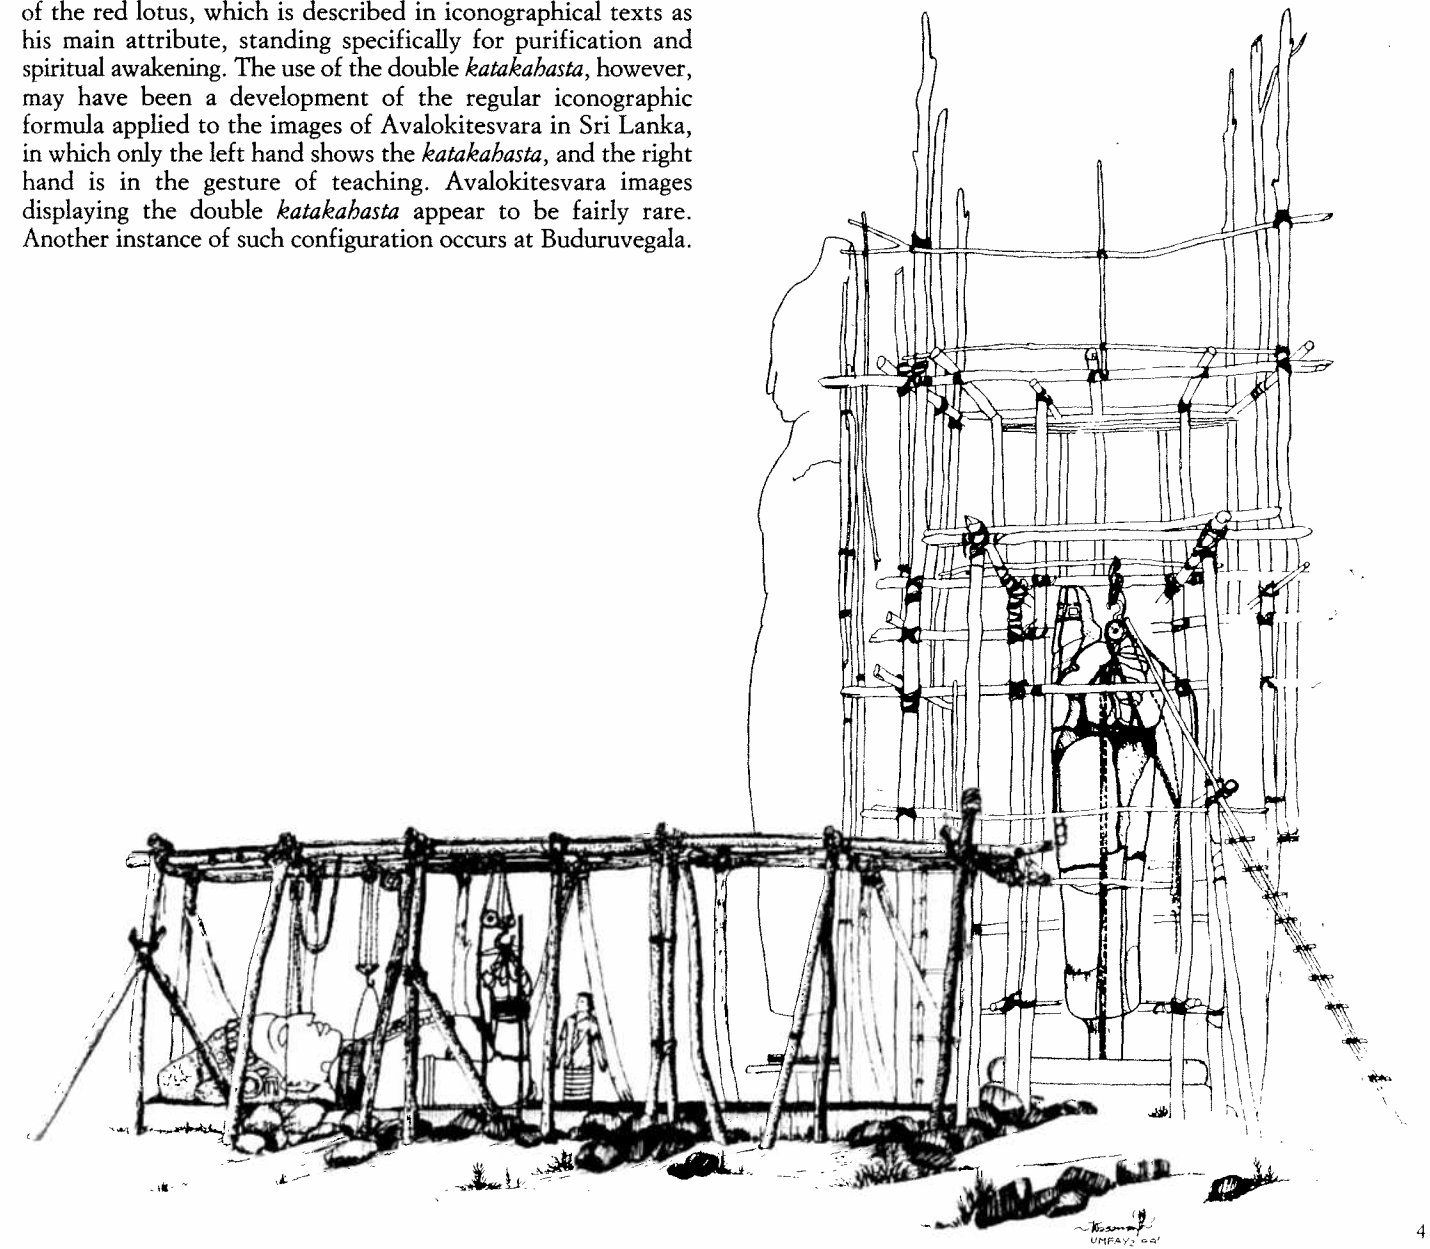 of the red lotus, which is described in iconographical texts as
his main attribute, standing specifically for purification and
spiritual awakening. The use of the double katakahasta, however,
may have been a development of the regular iconographic
formula applied to the images of Avalokitesvara in Sri Lanka,
in which only the left hand shows the katakahasta, and the right
hand is in the gesture of teaching. Avalokitesvara images
displaying the double katakahasta appear to be fairly rare.
Another instance of such configuration occurs at Buduruvegala.
4